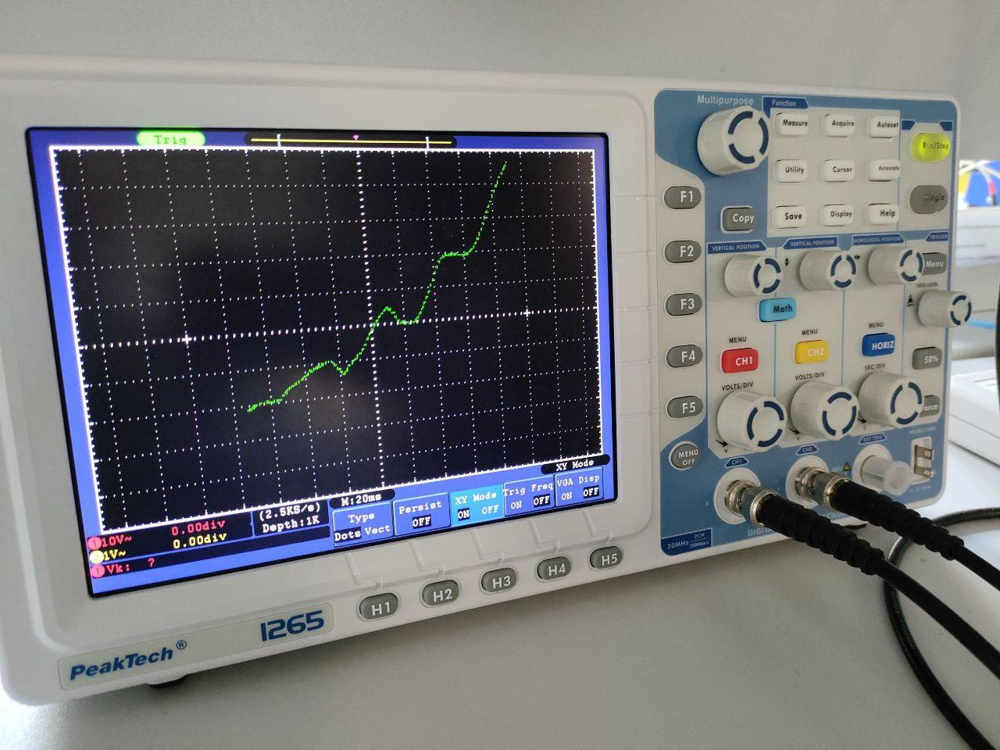 Trig
XY Mode
M:20ms
(2.5KS/s)
Depth:1K
10V~ 0.00div
1V~ 0.00div
Vk: ?
Type
Dots Vect
Persist
OFF
XY Mode
ON OFF
Trig Freq
ON OFF
VGA Disp
ON OFF
H1
H2
H3
H4
H5
PeakTech®
1265
Multipurpose
Function
Measure
Acquire
Autoset
Run/Stop
Utility
Cursor
Autoscale
Single
Copy
Save
Display
Help
F1
F2
F3
F4
F5
MENU
OFF
VERTICAL POSITION
VERTICAL POSITION
HORIZONTAL POSITION
TRIGGER
Menu
TRIG LEVEL
Math
MENU
CH1
MENU
CH2
MENU
HORIZ
50%
VOLTS/DIV
VOLTS/DIV
SEC/DIV
Force
CH1
CH2
EXT TRIG
X
30MHz
2CH